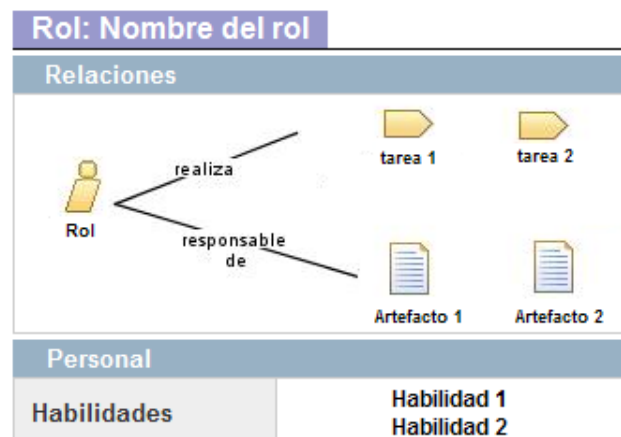 Rol: Nombre del rol
Relaciones
tarea 1
tarea 2
realiza
Rol
responsable
de
Artefacto 1
Artefacto 2
Personal
Habilidades
Habilidad 1
Habilidad 2